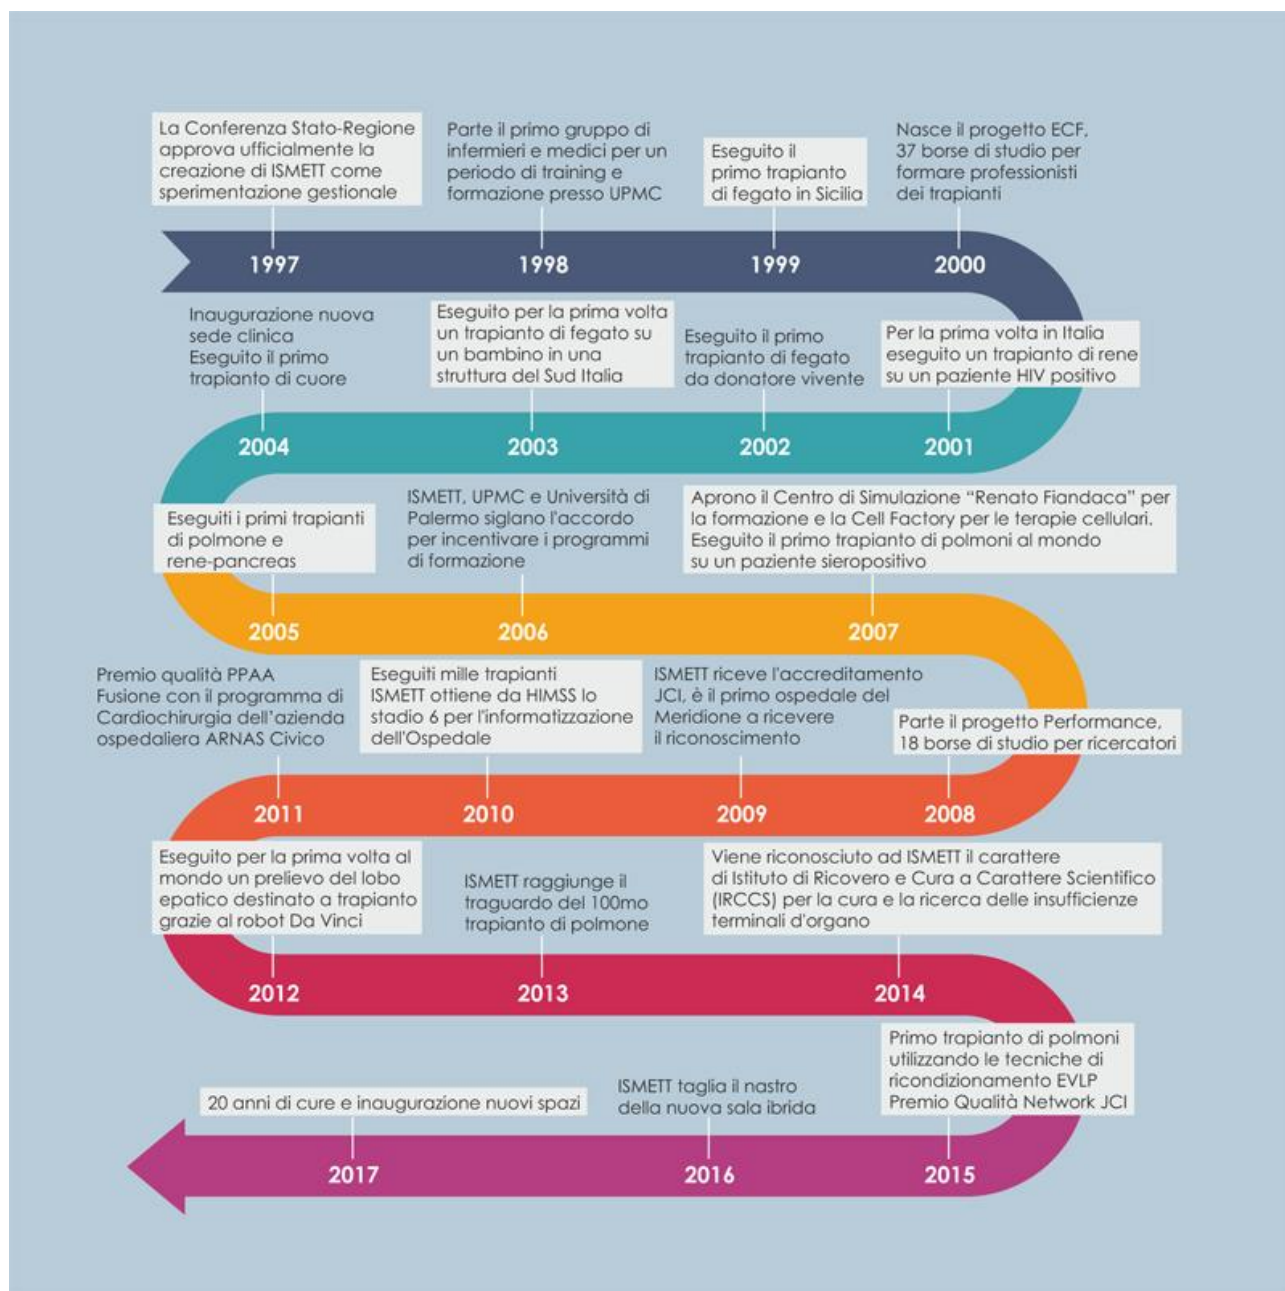 La Conferenza Stato-Regione
approva ufficialmente la
creazione di ISMETT come
sperimentazione gestionale
1997
Parte il primo gruppo di
infermieri e medici per un
periodo di training e
formazione presso UPMC
1998
Eseguito il
primo trapianto
di fegato in Sicilia
1999
Nasce il progetto ECF,
37 borse di studio per
formare professionisti
dei trapianti
2000
Per la prima volta in Italia
eseguito un trapianto di rene
su un paziente HIV positivo
2001
Eseguito il primo
trapianto di fegato
da donatore vivente
2002
Eseguito per la prima volta
un trapianto di fegato su
un bambino in una
struttura del Sud Italia
2003
Inaugurazione nuova
sede clinica
Eseguito il primo
trapianto di cuore
2004
Eseguiti i primi trapianti
di polmone e
rene-pancreas
2005
ISMETT, UPMC e Università di
Palermo siglano l'accordo
per incentivare i programmi
di formazione
2006
Aprono il Centro di Simulazione “Renato Fiandaca” per
la formazione e la Cell Factory per le terapie cellulari.
Eseguito il primo trapianto di polmoni al mondo
su un paziente sieropositivo
2007
Parte il progetto Performance,
18 borse di studio per ricercatori
2008
ISMETT riceve l'accreditamento
JCI, è il primo ospedale del
Meridione a ricevere
il riconoscimento
2009
Eseguiti mille trapianti
ISMETT ottiene da HIMSS lo
stadio 6 per l'informatizzazione
dell'Ospedale
2010
Premio qualità PPAA
Fusione con il programma di
Cardiochirurgia dell’azienda
ospedaliera ARNAS Civico
2011
Eseguito per la prima volta al
mondo un prelievo del lobo
epatico destinato a trapianto
grazie al robot Da Vinci
2012
ISMETT raggiunge il
traguardo del 100mo
trapianto di polmone
2013
Viene riconosciuto ad ISMETT il carattere
di Istituto di Ricovero e Cura a Carattere Scientifico
(IRCCS) per la cura e la ricerca delle insufficienze
terminali d'organo
2014
Primo trapianto di polmoni
utilizzando le tecniche di
ricondizionamento EVLP
Premio Qualità Network JCI
2015
ISMETT taglia il nastro
della nuova sala ibrida
2016
20 anni di cure e inaugurazione nuovi spazi
2017